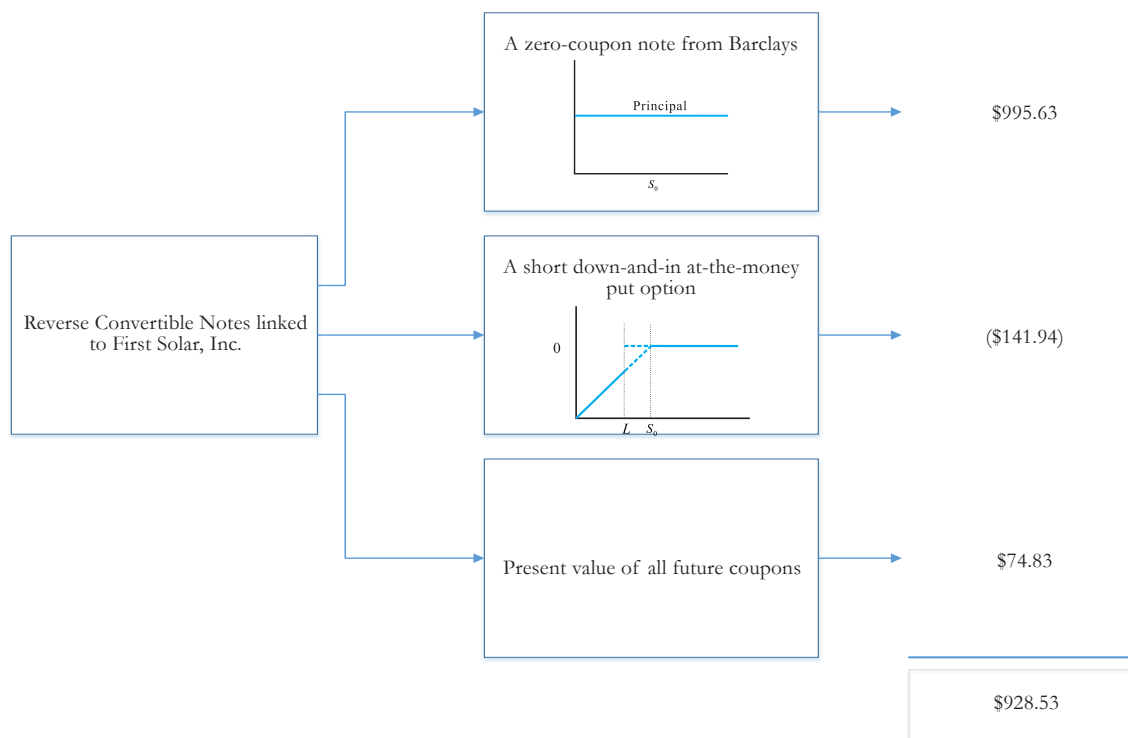 A zero-coupon note from Barclays
Principal
S₀
$995.63
Reverse Convertible Notes linked
to First Solar, Inc.
A short down-and-in at-the-money
put option
0
L S₀
($141.94)
Present value of all future coupons
$74.83
$928.53